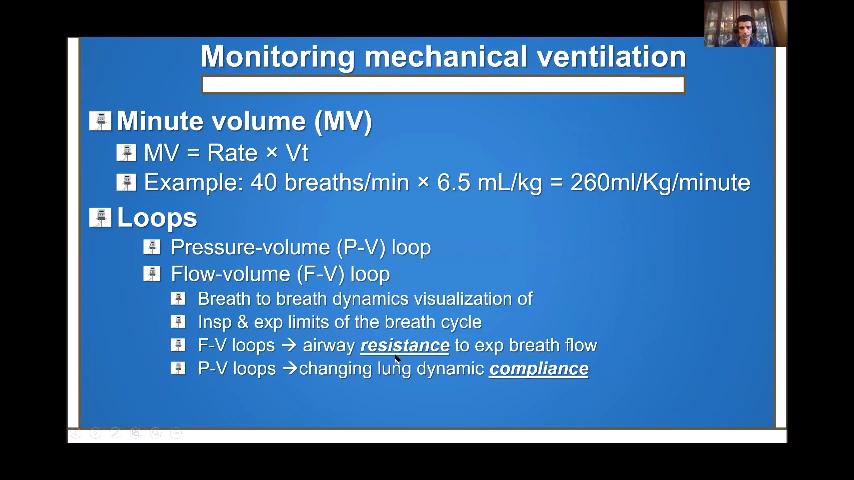 Monitoring mechanical ventilation
Minute volume (MV)
MV = Rate × Vt
Example: 40 breaths/min × 6.5 mL/kg = 260ml/Kg/minute
Loops
Pressure-volume (P-V) loop
Flow-volume (F-V) loop
Breath to breath dynamics visualization of
Insp & exp limits of the breath cycle
F-V loops → airway resistance to exp breath flow
P-V loops →changing lung dynamic compliance